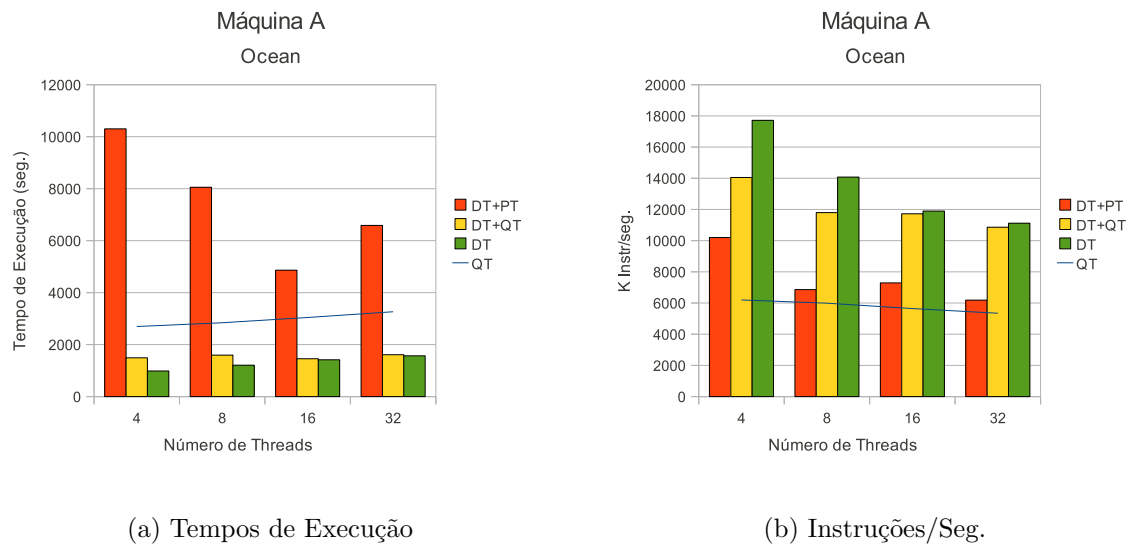 Máquina A
Ocean
12000
10000
8000
6000
4000
2000
0
Tempo de Execução (seg.)
4 8 16 32
Número de Threads
DT+PT
DT+QT
DT
QT
(a) Tempos de Execução
Máquina A
Ocean
20000
18000
16000
14000
12000
10000
8000
6000
4000
2000
0
K Instr/seg.
4 8 16 32
Número de Threads
DT+PT
DT+QT
DT
QT
(b) Instruções/Seg.